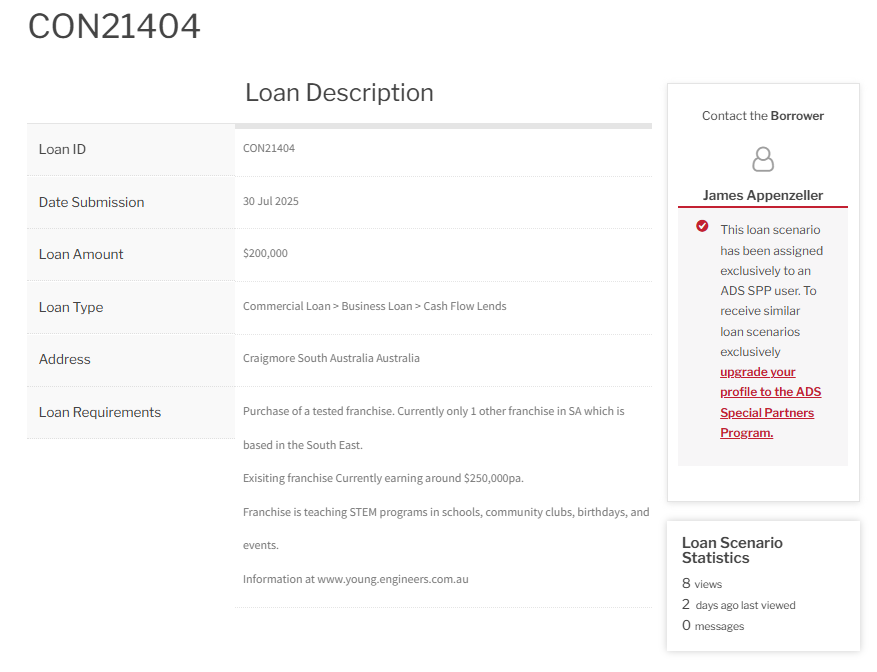 CON21404
Loan Description
Loan ID
CON21404
Date Submission
30 Jul 2025
Loan Amount
$200,000
Loan Type
Commercial Loan > Business Loan > Cash Flow Lends
Address
Craigmore South Australia Australia
Loan Requirements
Purchase of a tested franchise. Currently only 1 other franchise in SA which is
based in the South East.
Exisiting franchise Currently earning around $250,000pa.
Franchise is teaching STEM programs in schools, community clubs, birthdays, and
events.
Information at www.young.engineers.com.au
Contact the Borrower
James Appenzeller
This loan scenario
has been assigned
exclusively to an
ADS SPP user. To
receive similar
loan scenarios
exclusively
upgrade your
profile to the ADS
Special Partners
Program.
Loan Scenario
Statistics
8 views
2 days ago last viewed
0 messages